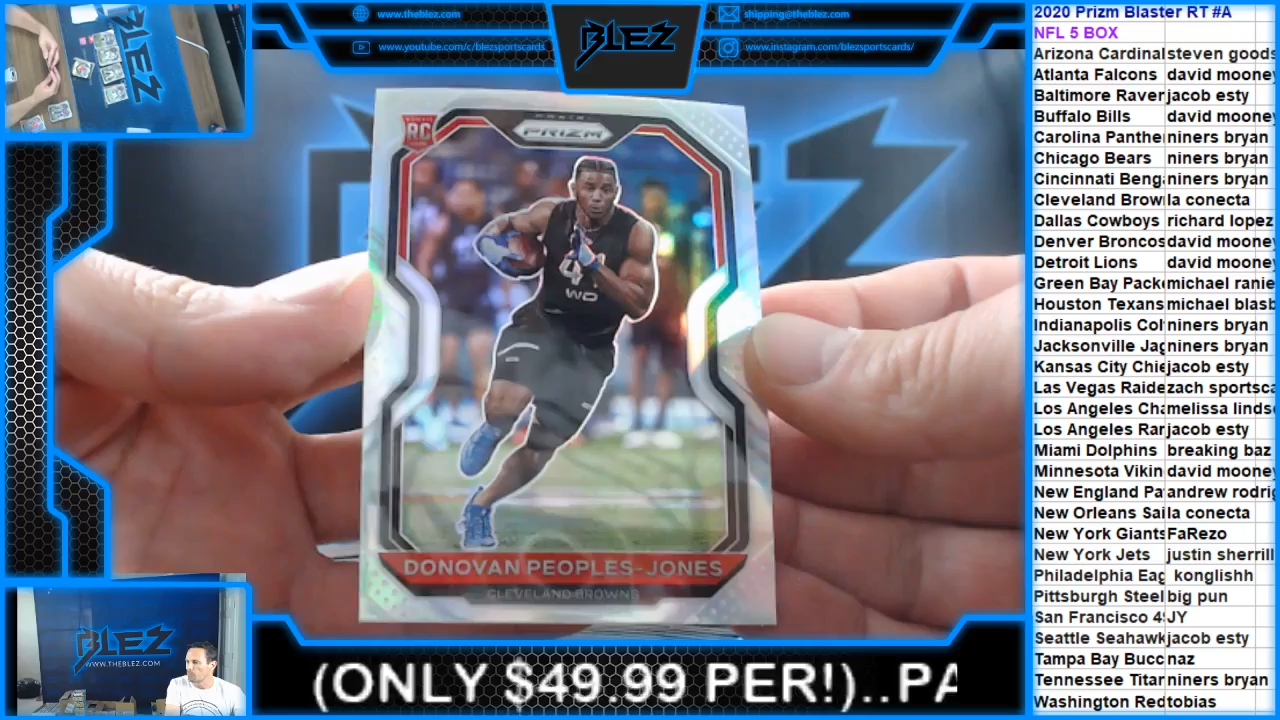 www.theblez.com
www.youtube.com/c/blezsportscards
BLEZ
shipping@theblez.com
www.instagram.com/blezsportscards/
RC
PANINI
PRIZM
WO
DONOVAN PEOPLES-JONES
CLEVELAND BROWNS
BLEZ
BLEZ
WWW.THEBLEZ.COM
(ONLY $49.99 PER!)..PA
2020 Prizm Blaster RT #A
NFL 5 BOX
Arizona Cardinal steven goods
Atlanta Falcons david mooney
Baltimore Raver jacob esty
Buffalo Bills david mooney
Carolina Panthe niners bryan
Chicago Bears niners bryan
Cincinnati Beng niners bryan
Cleveland Brow la conecta
Dallas Cowboys richard lopez
Denver Broncos david mooney
Detroit Lions david mooney
Green Bay Pack michael ranie
Houston Texans michael blasb
Indianapolis Col niners bryan
Jacksonville Jag niners bryan
Kansas City Chie jacob esty
Las Vegas Raide zach sportsca
Los Angeles Cha melissa linds
Los Angeles Rar jacob esty
Miami Dolphins breaking baz
Minnesota Vikin david mooney
New England Pa andrew rodrig
New Orleans Sai la conecta
New York Giants FaRezo
New York Jets justin sherrill
Philadelphia Eag konglishh
Pittsburgh Steel big pun
San Francisco 4 JY
Seattle Seahawk jacob esty
Tampa Bay Bucc naz
Tennessee Titar niners bryan
Washington Red tobias